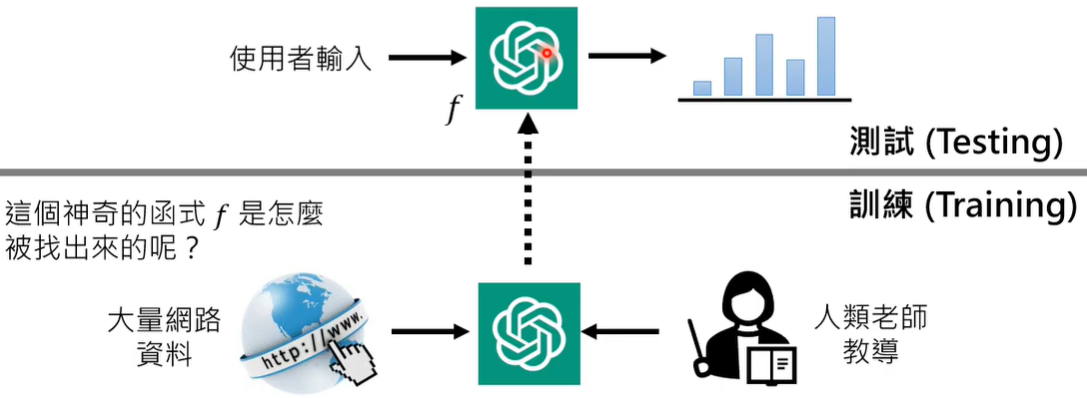 使用者輸入
f
測試 (Testing)
訓練 (Training)
這個神奇的函式 f 是怎麼
被找出來的呢？
大量網路
資料
http://www.
人類老師
教導